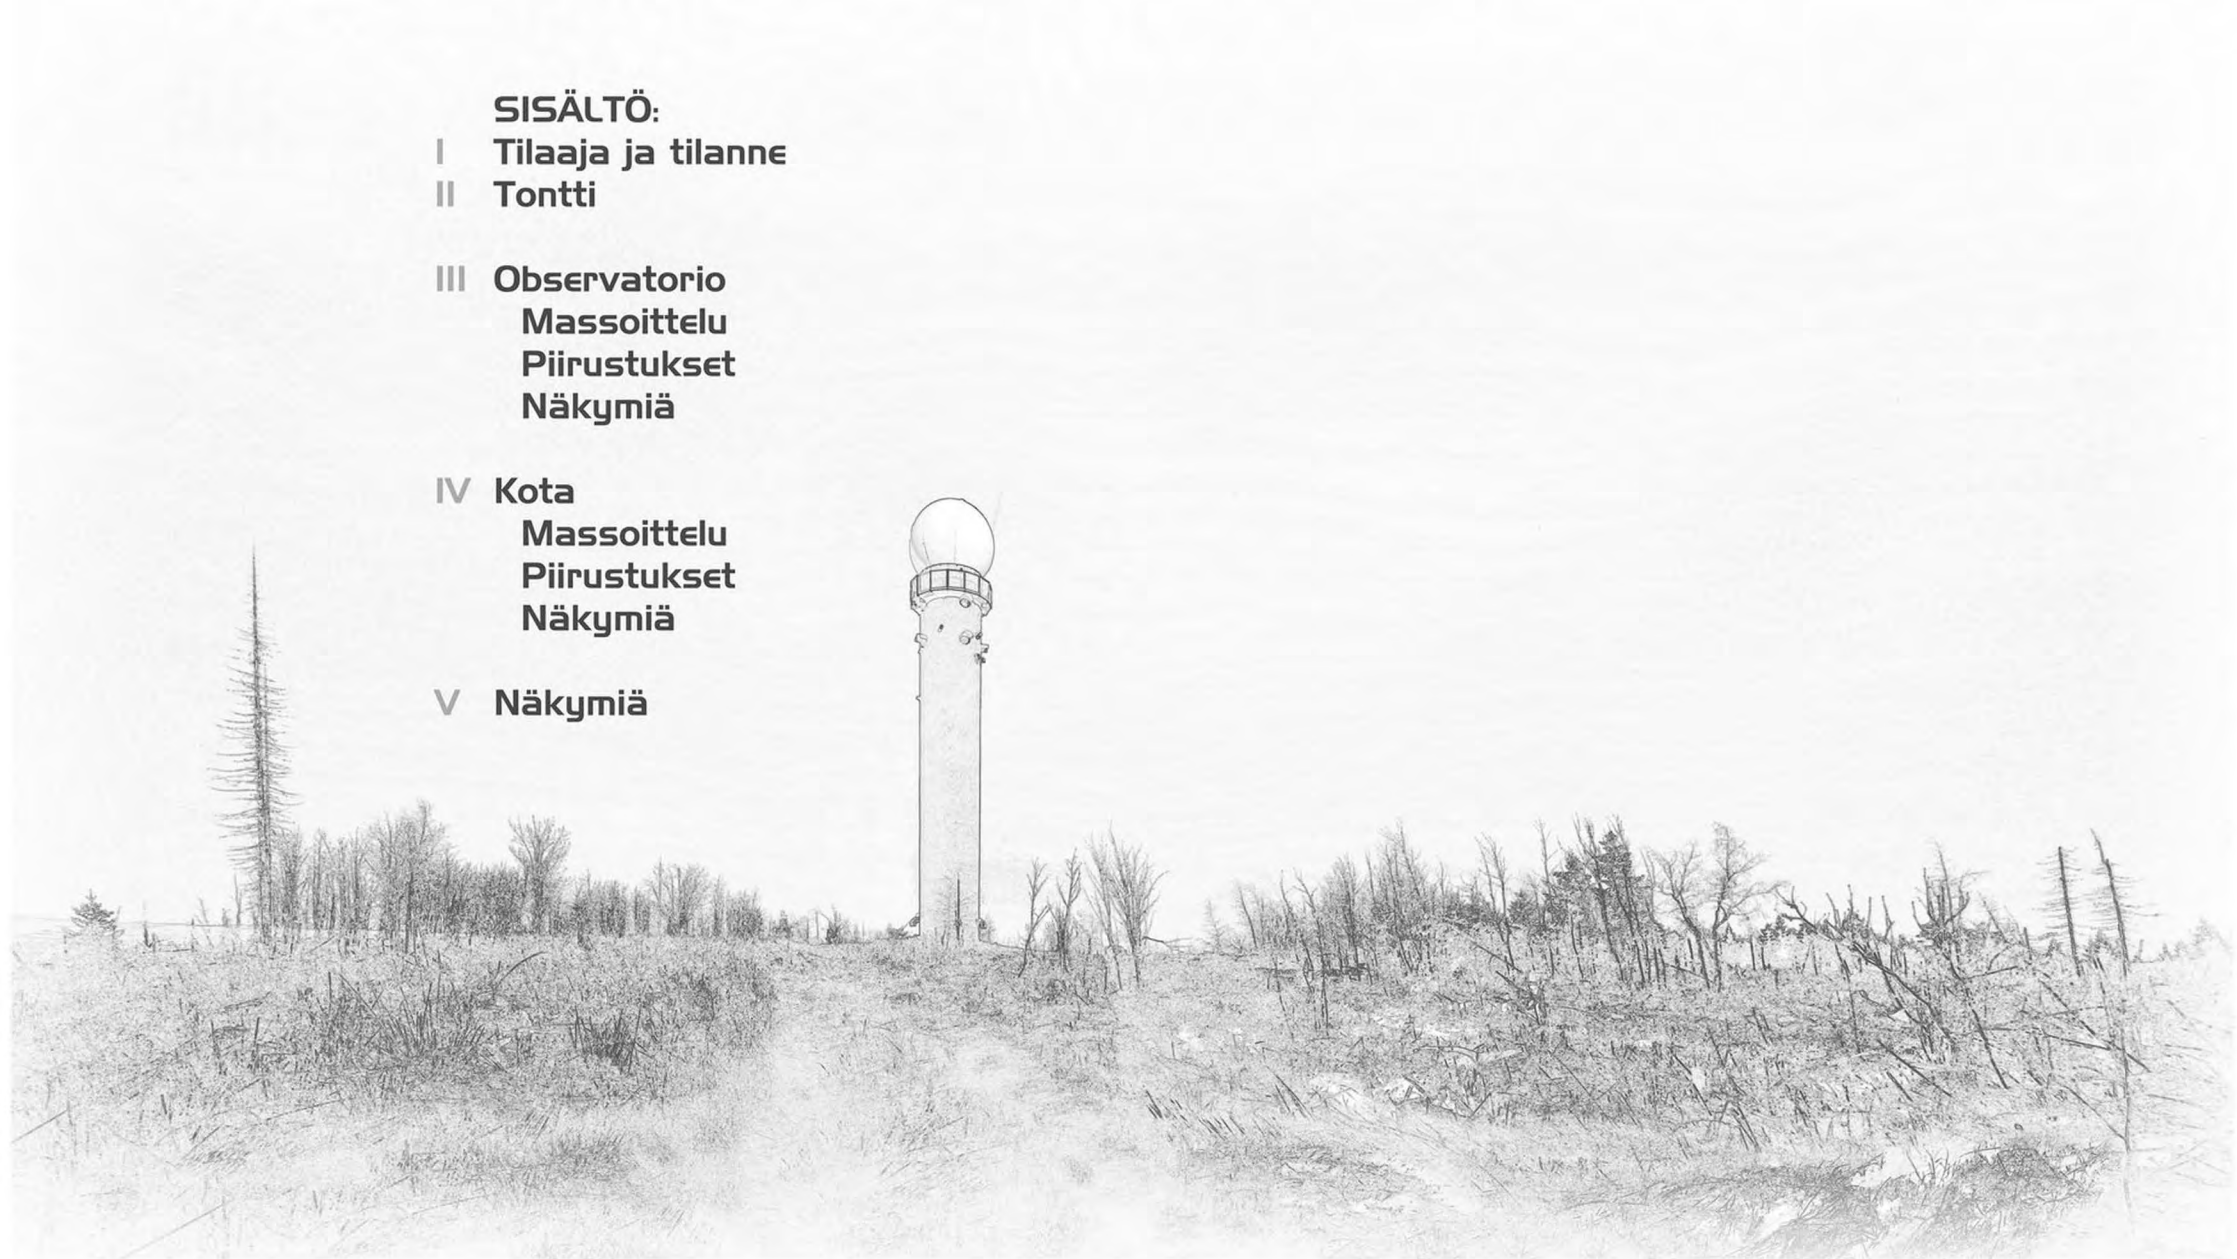 SISÄLTÖ:
I Tilaaja ja tilanne
II Tontti
III Observatorio
Massoittelu
Piirustukset
Näkymiä
IV Kota
Massoittelu
Piirustukset
Näkymiä
V Näkymiä